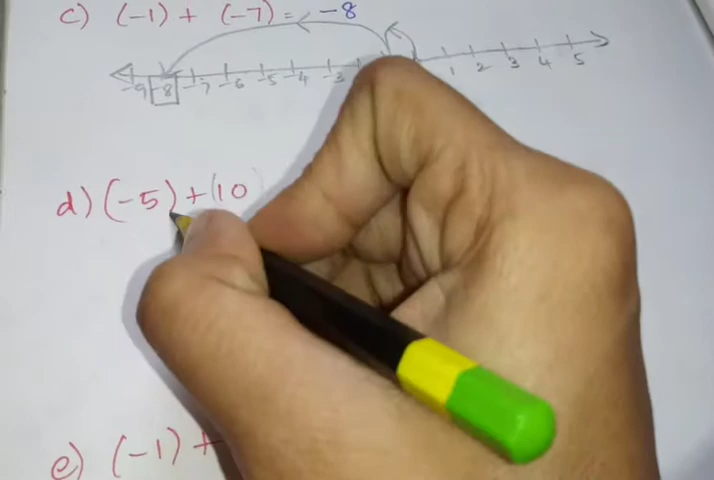 c) (-1) + (-7) = -8
-9 -8 -7 -6 -5 -4 -3 1 2 3 4 5
d) (-5) + (10
e) (-1) +